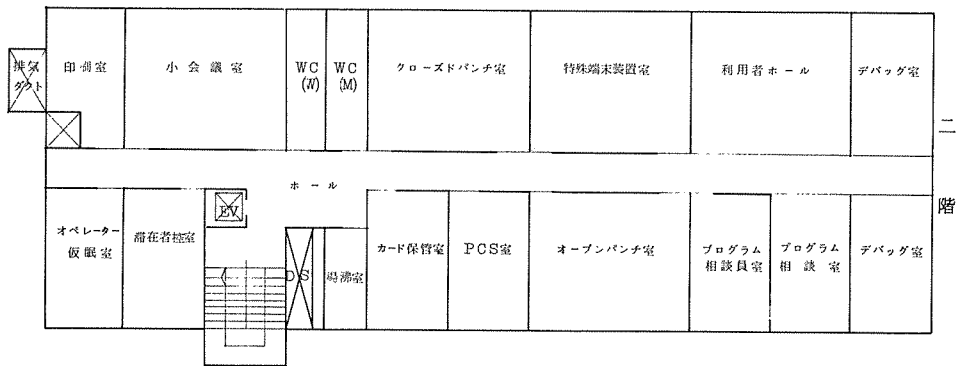 排気
ダクト
印刷室
小会議室
WC
(W)
WC
(M)
クローズドパンチ室
特殊端末装置室
利用者ホール
デバッグ室
二階
ホール
EV
オペレーター
仮眠室
滞在者控室
DS
湯沸室
カード保管室
PCS室
オープンパンチ室
プログラム
相談員室
プログラム
相談室
デバッグ室